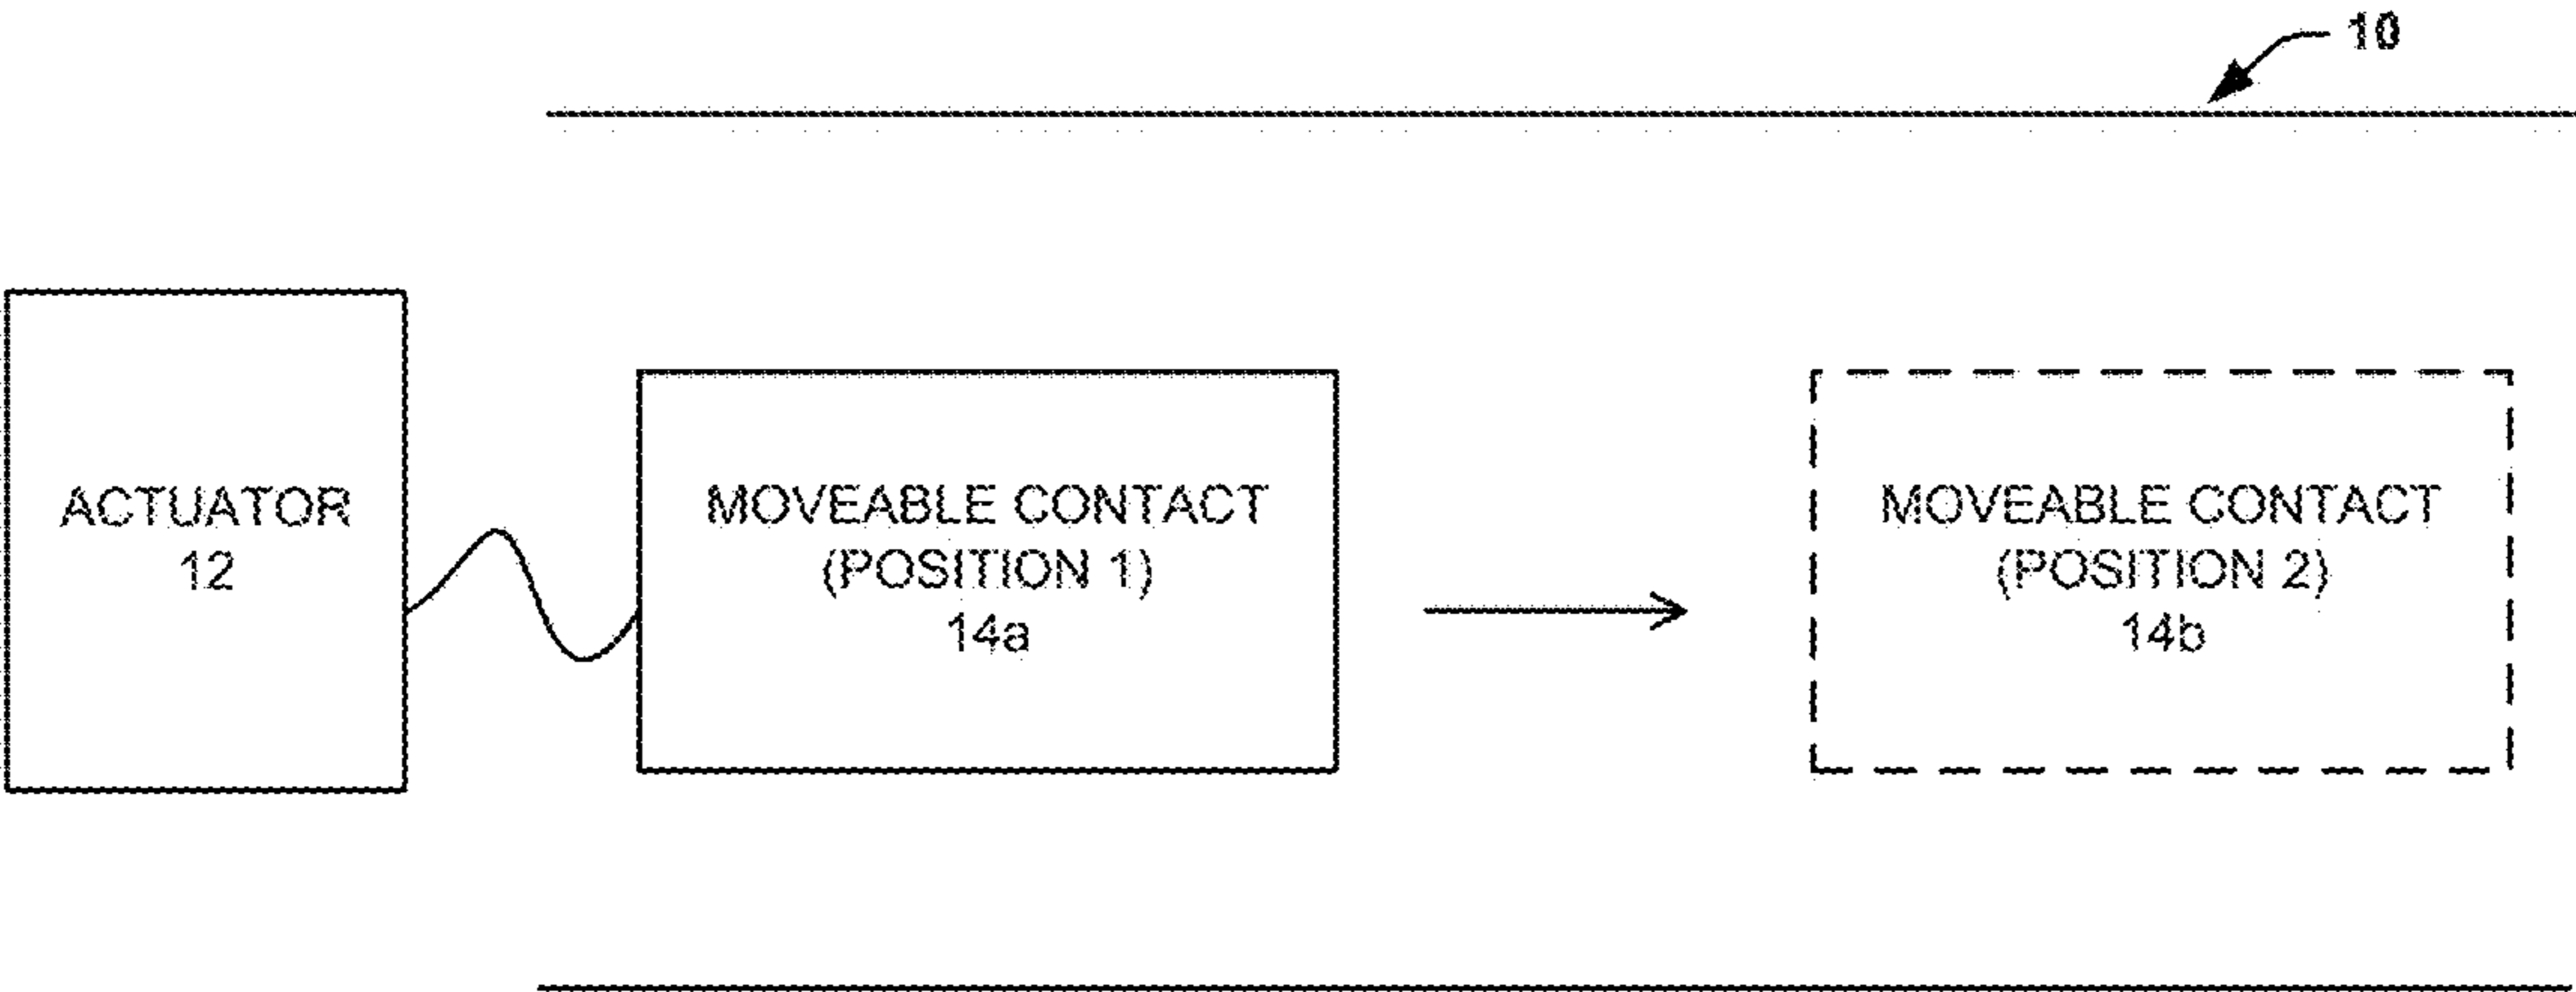 10
ACTUATOR
12
MOVEABLE CONTACT
(POSITION 1)
14a
MOVEABLE CONTACT
(POSITION 2)
14b